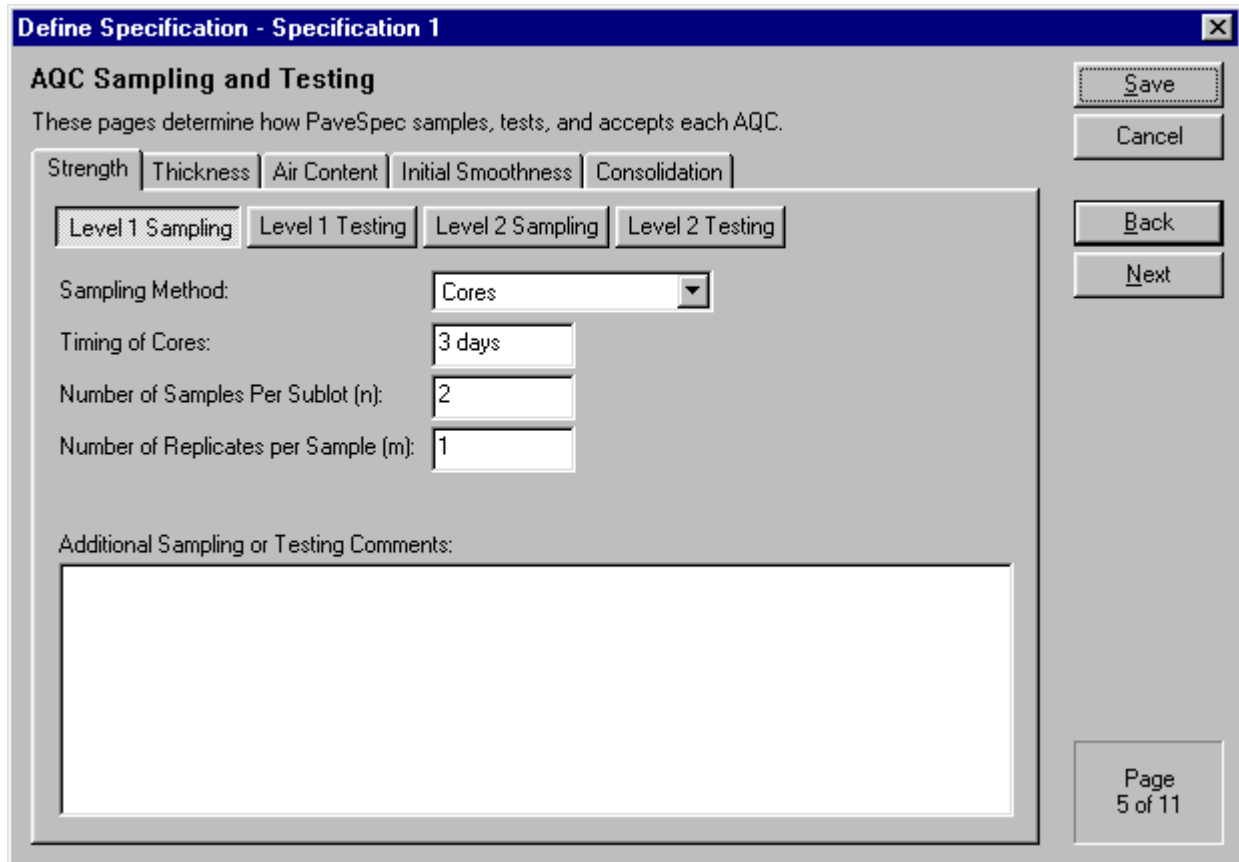 Define Specification - Specification 1
AQC Sampling and Testing
These pages determine how PaveSpec samples, tests, and accepts each AQC.
Save
Cancel
Back
Next
Strength Thickness Air Content Initial Smoothness Consolidation
Level 1 Sampling Level 1 Testing Level 2 Sampling Level 2 Testing
Sampling Method: Cores
Timing of Cores: 3 days
Number of Samples Per Sublot (n): 2
Number of Replicates per Sample (m): 1
Additional Sampling or Testing Comments:
Page
5 of 11